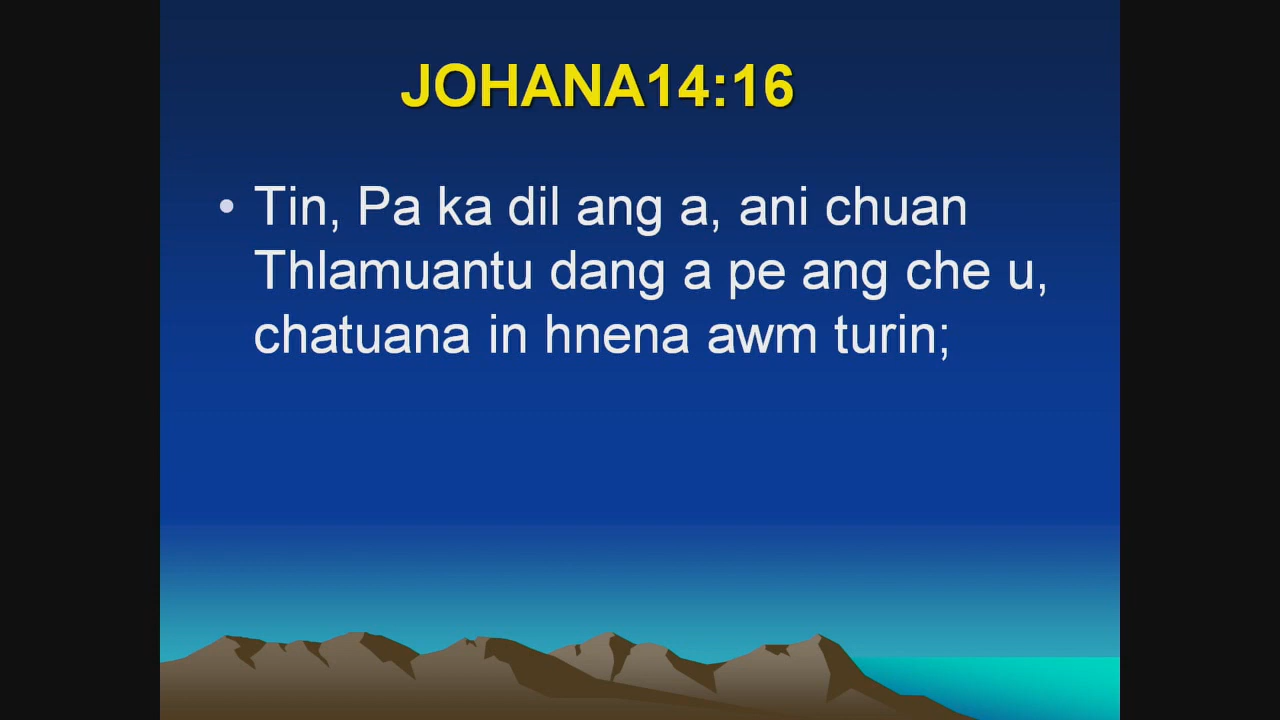 JOHANA14:16
• Tin, Pa ka dil ang a, ani chuan
Thlamuantu dang a pe ang che u,
chatuana in hnena awm turin;